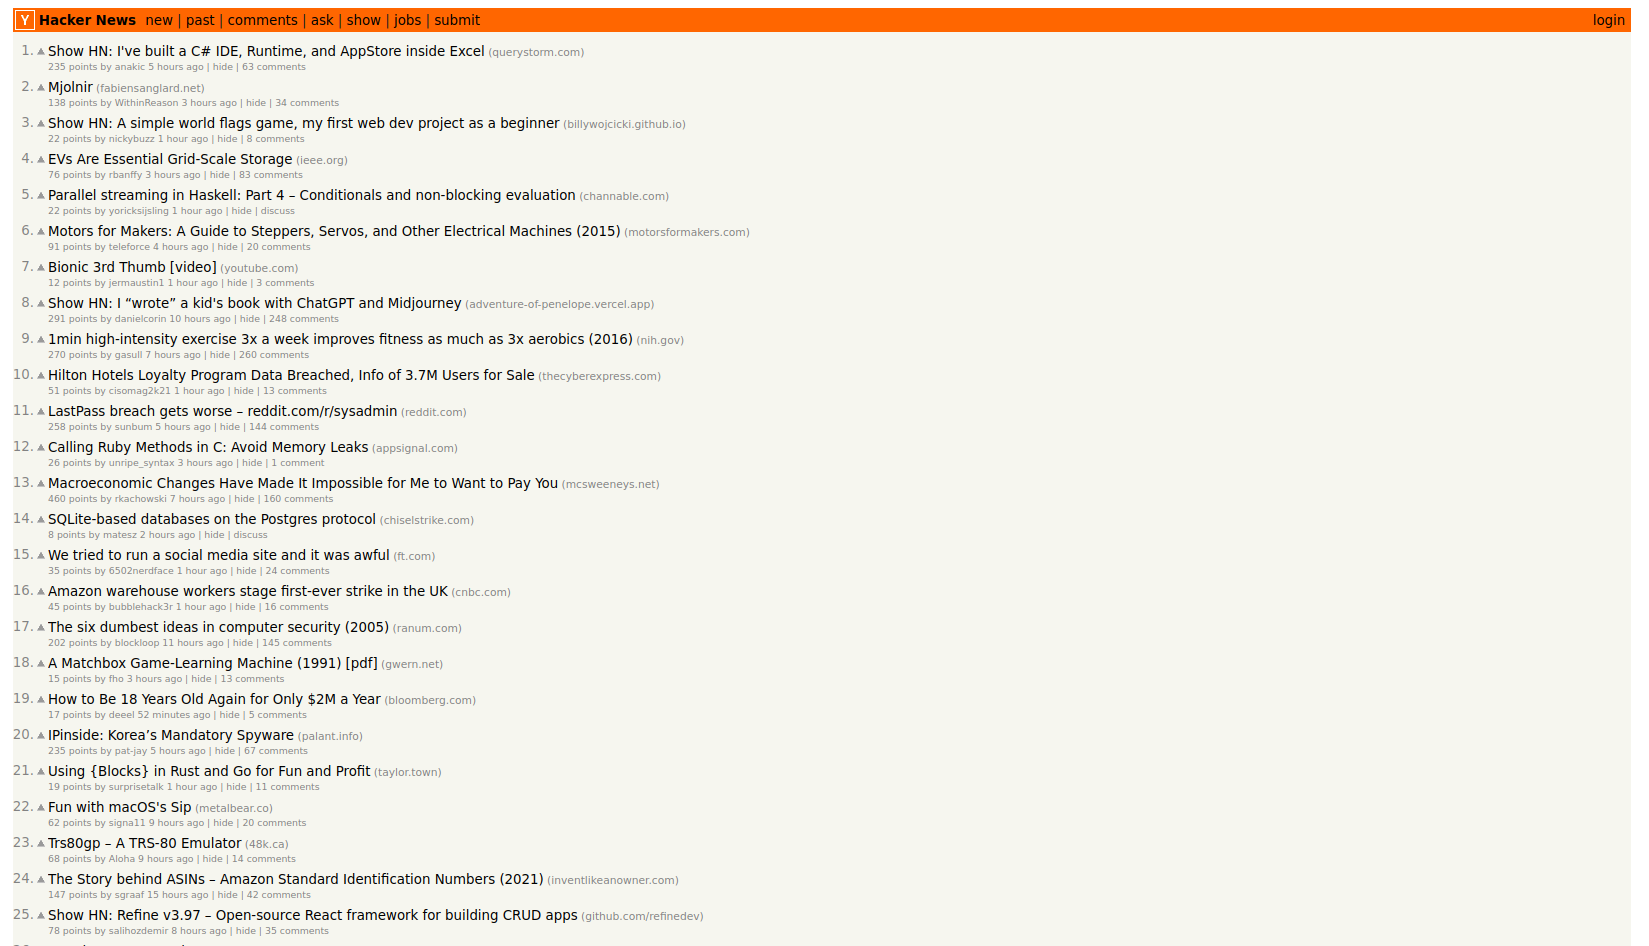 Y Hacker News new | past | comments | ask | show | jobs | submit login
1. Show HN: I've built a C# IDE, Runtime, and AppStore inside Excel (querystorm.com)
235 points by anakic 5 hours ago | hide | 63 comments
2. Mjolnir (fabiensanglard.net)
138 points by WithinReason 3 hours ago | hide | 34 comments
3. Show HN: A simple world flags game, my first web dev project as a beginner (billywojcicki.github.io)
22 points by nickybuzz 1 hour ago | hide | 8 comments
4. EVs Are Essential Grid-Scale Storage (ieee.org)
76 points by rbanffy 3 hours ago | hide | 83 comments
5. Parallel streaming in Haskell: Part 4 – Conditionals and non-blocking evaluation (channable.com)
22 points by yoricksijsling 1 hour ago | hide | discuss
6. Motors for Makers: A Guide to Steppers, Servos, and Other Electrical Machines (2015) (motorsformakers.com)
91 points by teleforce 4 hours ago | hide | 20 comments
7. Bionic 3rd Thumb [video] (youtube.com)
12 points by jermaustin1 1 hour ago | hide | 3 comments
8. Show HN: I “wrote” a kid's book with ChatGPT and Midjourney (adventure-of-penelope.vercel.app)
291 points by danielcorin 10 hours ago | hide | 248 comments
9. 1min high-intensity exercise 3x a week improves fitness as much as 3x aerobics (2016) (nih.gov)
270 points by gasull 7 hours ago | hide | 260 comments
10. Hilton Hotels Loyalty Program Data Breached, Info of 3.7M Users for Sale (thecyberexpress.com)
51 points by cisomag2k21 1 hour ago | hide | 13 comments
11. LastPass breach gets worse – reddit.com/r/sysadmin (reddit.com)
258 points by sunbum 5 hours ago | hide | 144 comments
12. Calling Ruby Methods in C: Avoid Memory Leaks (appsignal.com)
26 points by unripe_syntax 3 hours ago | hide | 1 comment
13. Macroeconomic Changes Have Made It Impossible for Me to Want to Pay You (mcsweeneys.net)
460 points by rkachowski 7 hours ago | hide | 160 comments
14. SQLite-based databases on the Postgres protocol (chiselstrike.com)
8 points by matesz 2 hours ago | hide | discuss
15. We tried to run a social media site and it was awful (ft.com)
35 points by 6502nerdface 1 hour ago | hide | 24 comments
16. Amazon warehouse workers stage first-ever strike in the UK (cnbc.com)
45 points by bubblehack3r 1 hour ago | hide | 16 comments
17. The six dumbest ideas in computer security (2005) (ranum.com)
202 points by blockloop 11 hours ago | hide | 145 comments
18. A Matchbox Game-Learning Machine (1991) [pdf] (gwern.net)
15 points by fho 3 hours ago | hide | 13 comments
19. How to Be 18 Years Old Again for Only $2M a Year (bloomberg.com)
17 points by deeel 52 minutes ago | hide | 5 comments
20. IPinside: Korea’s Mandatory Spyware (palant.info)
235 points by pat-jay 5 hours ago | hide | 67 comments
21. Using {Blocks} in Rust and Go for Fun and Profit (taylor.town)
19 points by surprisetalk 1 hour ago | hide | 11 comments
22. Fun with macOS's Sip (metalbear.co)
62 points by signa11 9 hours ago | hide | 20 comments
23. Trs80gp – A TRS-80 Emulator (48k.ca)
68 points by Aloha 9 hours ago | hide | 14 comments
24. The Story behind ASINs – Amazon Standard Identification Numbers (2021) (inventlikeanowner.com)
147 points by sgraaf 15 hours ago | hide | 42 comments
25. Show HN: Refine v3.97 – Open-source React framework for building CRUD apps (github.com/refinedev)
78 points by salihozdemir 8 hours ago | hide | 35 comments